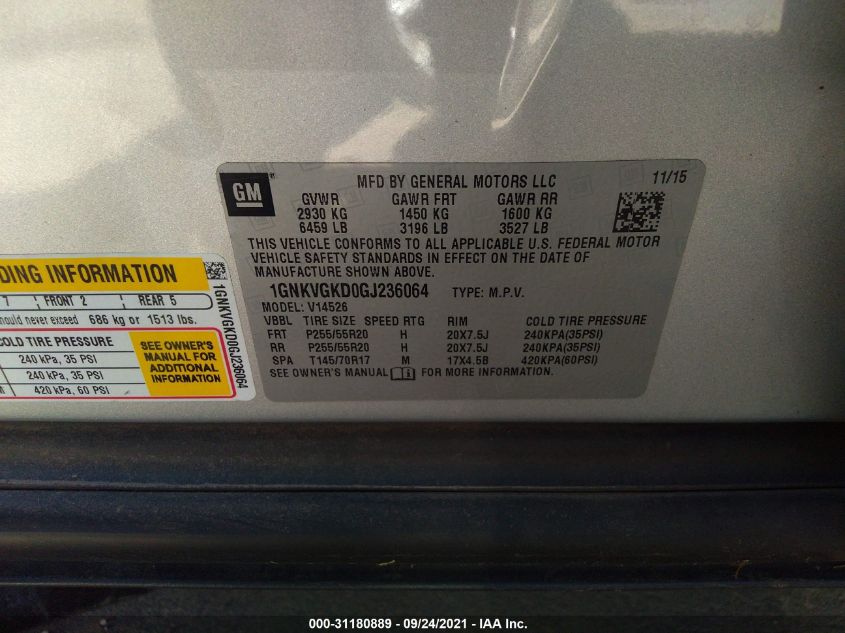 GM
MFD BY GENERAL MOTORS LLC
11/15
GVWR GAWR FRT GAWR RR
2930 KG 1450 KG 1600 KG
6459 LB 3196 LB 3527 LB
THIS VEHICLE CONFORMS TO ALL APPLICABLE U.S. FEDERAL MOTOR
VEHICLE SAFETY STANDARDS IN EFFECT ON THE DATE OF
MANUFACTURE SHOWN ABOVE.
1GNKVGKD0GJ236064 TYPE: M.P.V.
MODEL: V14526
VBBL TIRE SIZE SPEED RTG RIM COLD TIRE PRESSURE
FRT P255/55R20 H 20X7.5J 240KPA(35PSI)
RR P255/55R20 H 20X7.5J 240KPA(35PSI)
SPA T145/70R17 M 17X4.5B 420KPA(60PSI)
SEE OWNER'S MANUAL i FOR MORE INFORMATION.
DING INFORMATION
7 FRONT 2 REAR 5
should never exceed 686 kg or 1513 lbs.
COLD TIRE PRESSURE
240 kPa, 35 PSI
240 kPa, 35 PSI
M 420 kPa, 60 PSI
SEE OWNER'S
MANUAL FOR
ADDITIONAL
INFORMATION
1GNKVGKD0GJ236064
000-31180889 - 09/24/2021 - IAA Inc.